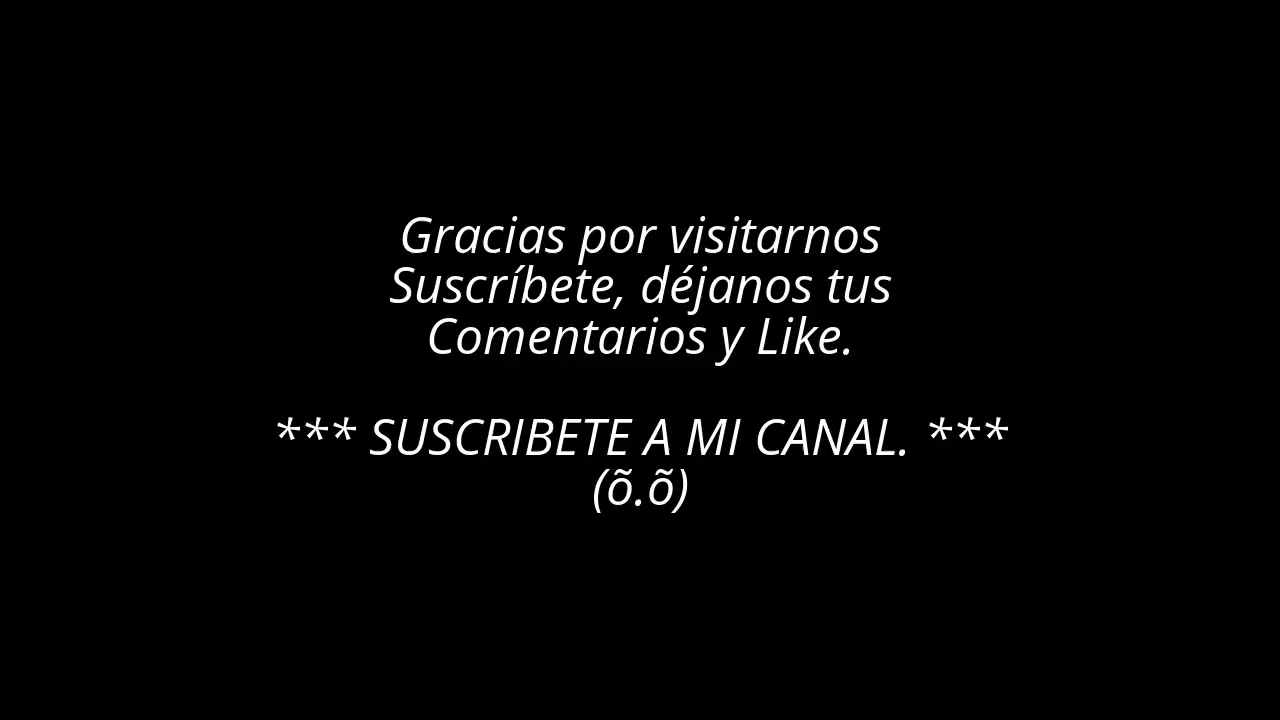 Gracias por visitarnos
Suscríbete, déjanos tus
Comentarios y Like.
*** SUSCRIBETE A MI CANAL. ***
(õ.õ)